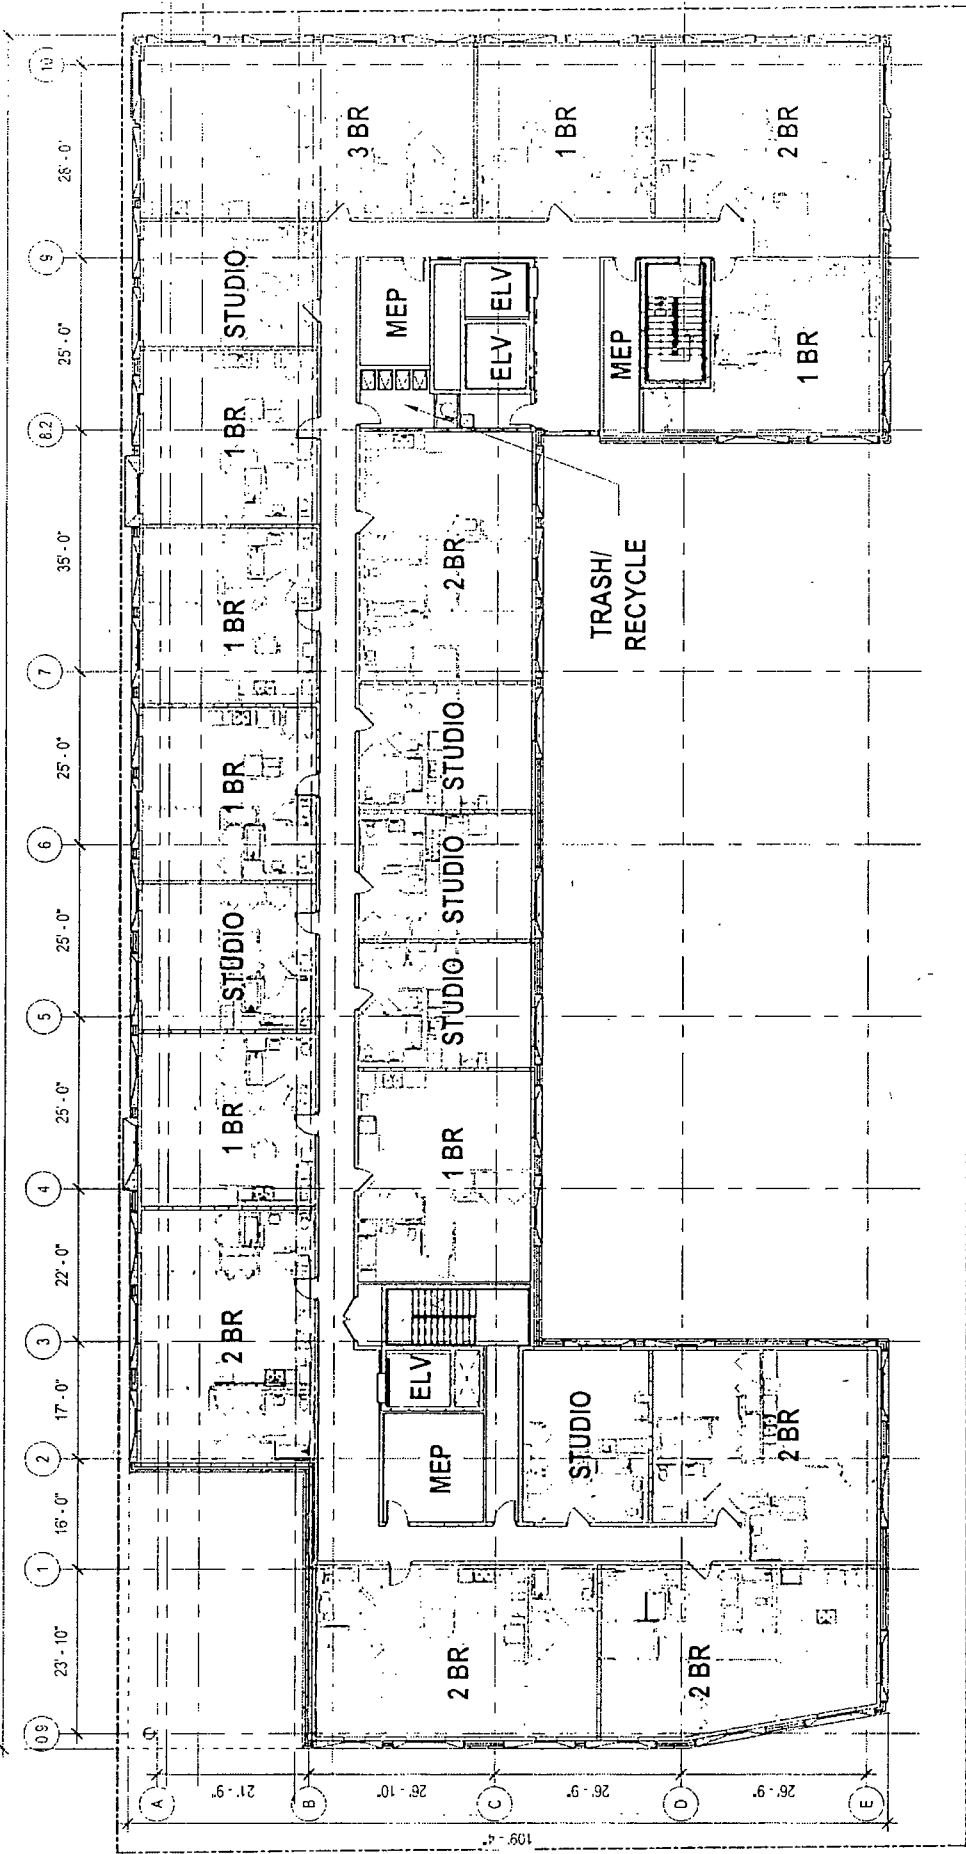 10
9
8.2
7
6
5
4
3
2
1
0.9
28' - 0"
25' - 0"
35' - 0"
25' - 0"
25' - 0"
25' - 0"
22' - 0"
17' - 0"
16' - 0"
23' - 10"
3 BR
1 BR
2 BR
STUDIO
MEP
ELV
ELV
MEP
1 BR
1 BR
1 BR
2 BR
TRASH/
RECYCLE
1 BR
STUDIO
STUDIO
STUDIO
STUDIO
1 BR
1 BR
2 BR
ELV
MEP
STUDIO
2 BR
2 BR
2 BR
A
B
C
D
E
21' - 9"
26' - 10"
26' - 9"
26' - 9"
109' - 4"